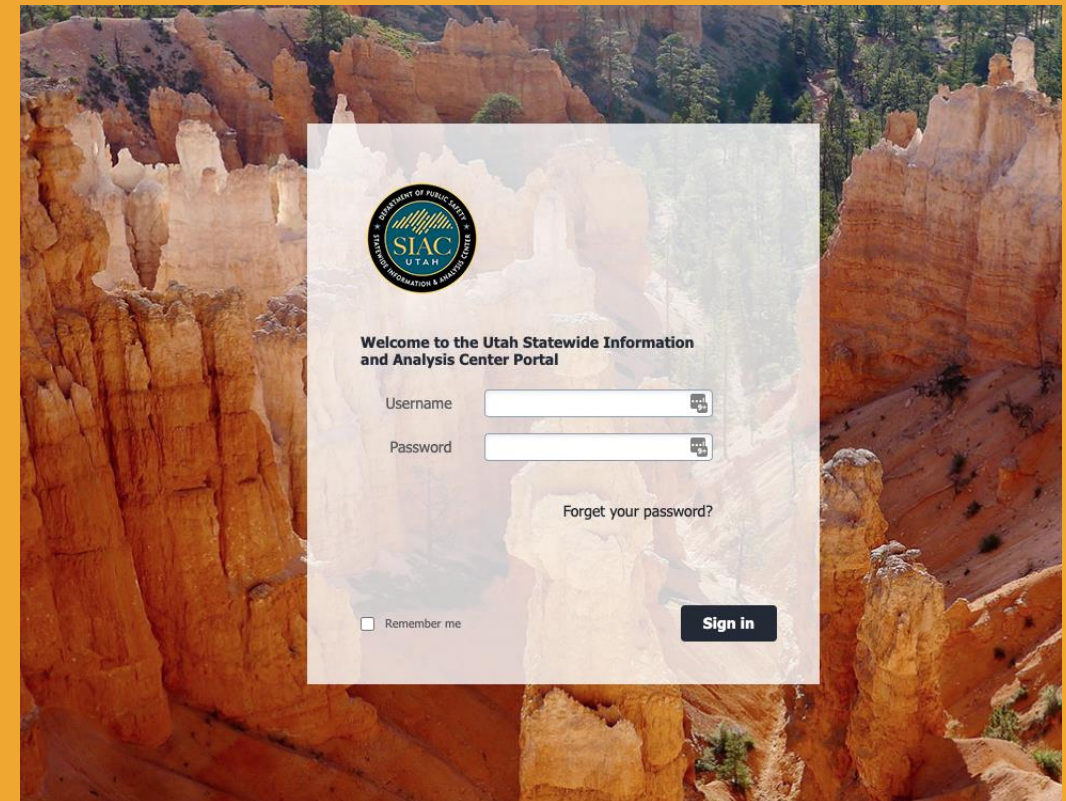 DEPARTMENT OF PUBLIC SAFETY
SIAC
UTAH
STATEWIDE INFORMATION & ANALYSIS CENTER
Welcome to the Utah Statewide Information
and Analysis Center Portal
Username
Password
Forget your password?
Remember me
Sign in